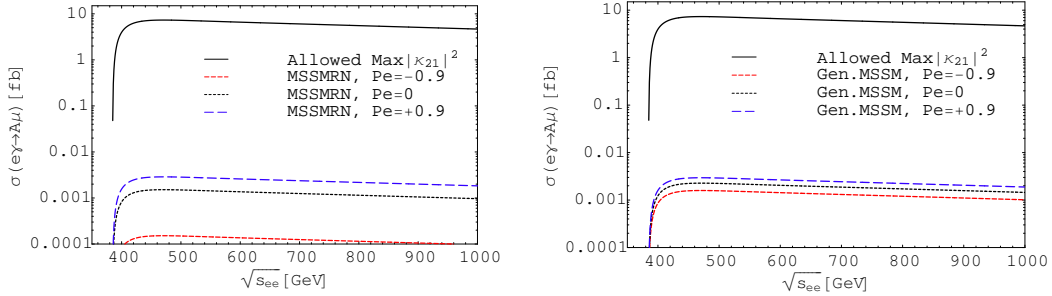 10
1
0.1
0.01
0.001
0.0001
σ(eγ→Aμ)[fb]
Allowed Max|κ₂₁|²
MSSMRN, Pe=−0.9
MSSMRN, Pe=0
MSSMRN, Pe=+0.9
400 500 600 700 800 900 1000
√s_ee [GeV]
10
1
0.1
0.01
0.001
0.0001
σ(eγ→Aμ)[fb]
Allowed Max|κ₂₁|²
Gen.MSSM, Pe=−0.9
Gen.MSSM, Pe=0
Gen.MSSM, Pe=+0.9
400 500 600 700 800 900 1000
√s_ee [GeV]